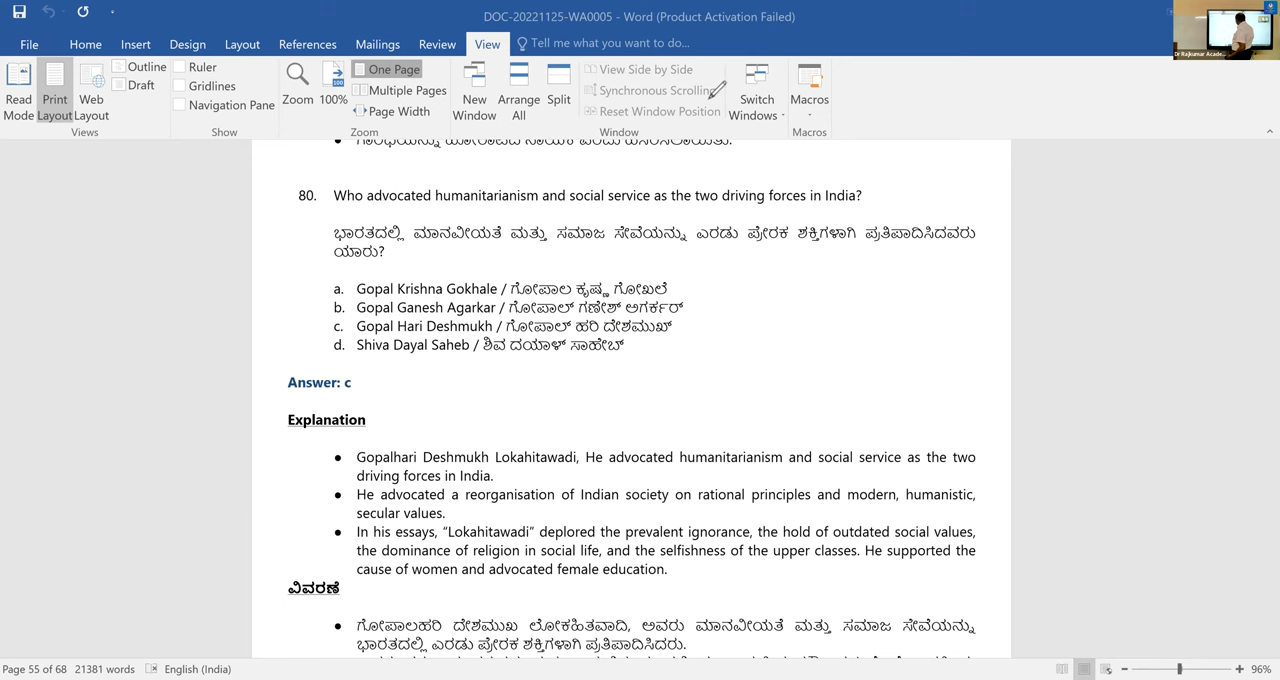 DOC-20221125-WA0005 - Word (Product Activation Failed)
File Home Insert Design Layout References Mailings Review View Tell me what you want to do...
Read Mode
Print Layout
Web Layout
Outline
Draft
Views
Ruler
Gridlines
Navigation Pane
Show
Zoom
100%
One Page
Multiple Pages
Page Width
Zoom
New Window
Arrange All
Split
View Side by Side
Synchronous Scrolling
Reset Window Position
Window
Switch Windows
Macros
Macros
Dr Rajkumar Acade...
80. Who advocated humanitarianism and social service as the two driving forces in India?
ಭಾರತದಲ್ಲಿ ಮಾನವೀಯತೆ ಮತ್ತು ಸಮಾಜ ಸೇವೆಯನ್ನು ಎರಡು ಪ್ರೇರಕ ಶಕ್ತಿಗಳಾಗಿ ಪ್ರತಿಪಾದಿಸಿದವರು
ಯಾರು?
a. Gopal Krishna Gokhale / ಗೋಪಾಲ ಕೃಷ್ಣ ಗೋಖಲೆ
b. Gopal Ganesh Agarkar / ಗೋಪಾಲ್ ಗಣೇಶ್ ಅಗರ್ಕರ್
c. Gopal Hari Deshmukh / ಗೋಪಾಲ್ ಹರಿ ದೇಶಮುಖ್
d. Shiva Dayal Saheb / ಶಿವ ದಯಾಳ್ ಸಾಹೇಬ್
Answer: c
Explanation
● Gopalhari Deshmukh Lokahitawadi, He advocated humanitarianism and social service as the two
driving forces in India.
● He advocated a reorganisation of Indian society on rational principles and modern, humanistic,
secular values.
● In his essays, “Lokahitawadi” deplored the prevalent ignorance, the hold of outdated social values,
the dominance of religion in social life, and the selfishness of the upper classes. He supported the
cause of women and advocated female education.
ವಿವರಣೆ
● ಗೋಪಾಲಹರಿ ದೇಶಮುಖ ಲೋಕಹಿತವಾದಿ, ಅವರು ಮಾನವೀಯತೆ ಮತ್ತು ಸಮಾಜ ಸೇವೆಯನ್ನು
ಭಾರತದಲ್ಲಿ ಎರಡು ಪ್ರೇರಕ ಶಕ್ತಿಗಳಾಗಿ ಪ್ರತಿಪಾದಿಸಿದರು.
Page 55 of 68 21381 words English (India) 96%